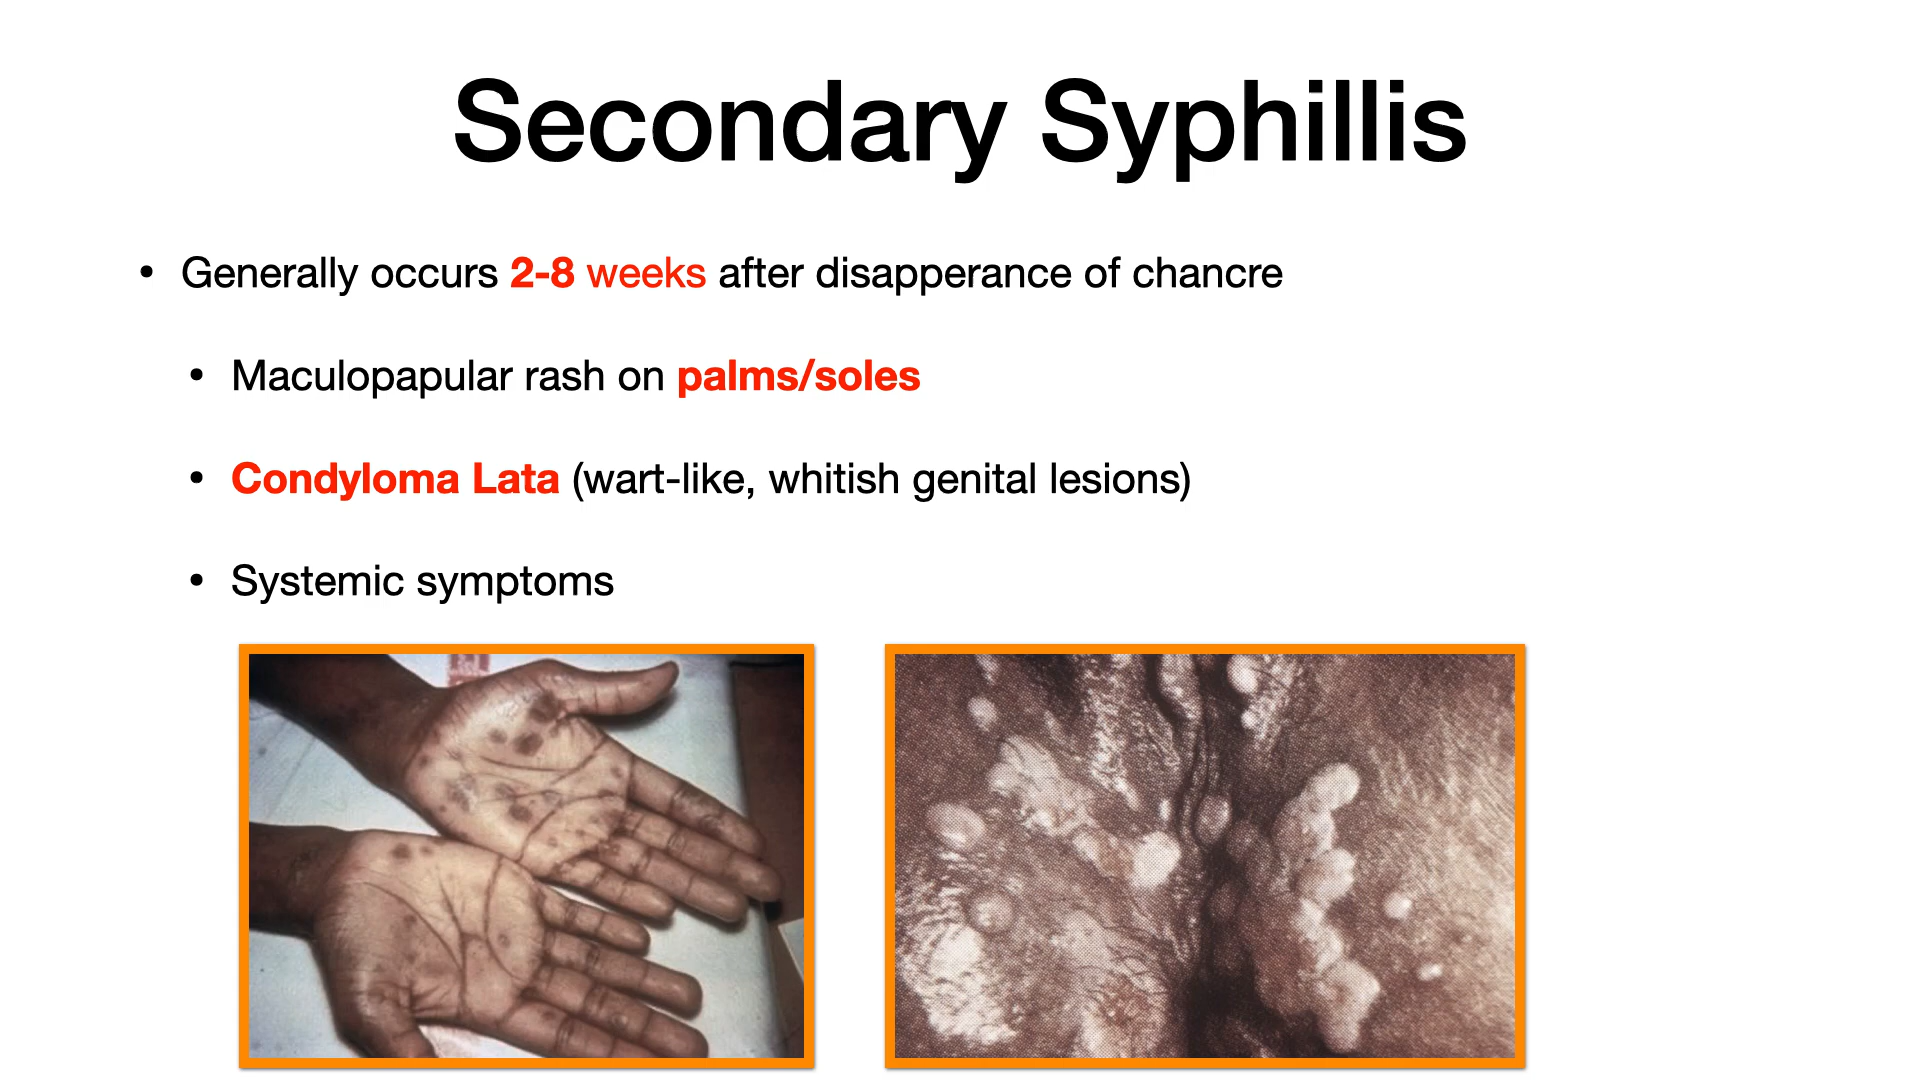 Secondary Syphillis
• Generally occurs 2-8 weeks after disapperance of chancre
• Maculopapular rash on palms/soles
• Condyloma Lata (wart-like, whitish genital lesions)
• Systemic symptoms